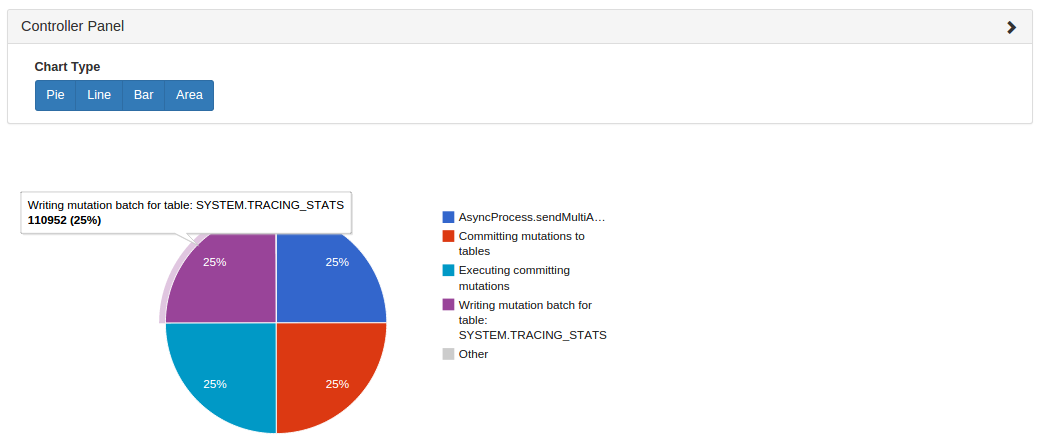 Controller Panel
Chart Type
Pie Line Bar Area
Writing mutation batch for table: SYSTEM.TRACING_STATS
110952 (25%)
25% 25%
25% 25%
AsyncProcess.sendMultiA...
Committing mutations to
tables
Executing committing
mutations
Writing mutation batch for
table:
SYSTEM.TRACING_STATS
Other